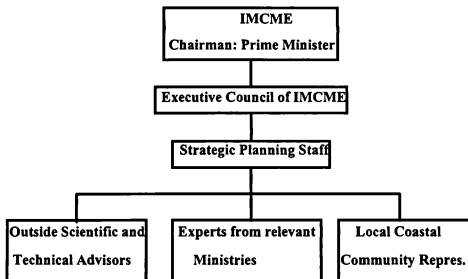 IMCME
Chairman: Prime Minister
Executive Council of IMCME
Strategic Planning Staff
Outside Scientific and
Technical Advisors
Experts from relevant
Ministries
Local Coastal
Community Repres.